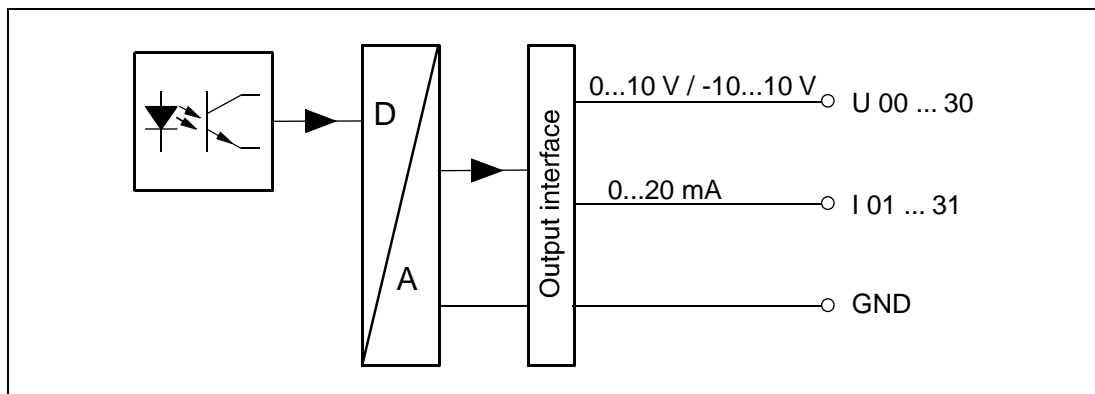 0...10 V / -10...10 V
U 00 ... 30
D
0...20 mA
I 01 ... 31
Output interface
A
GND